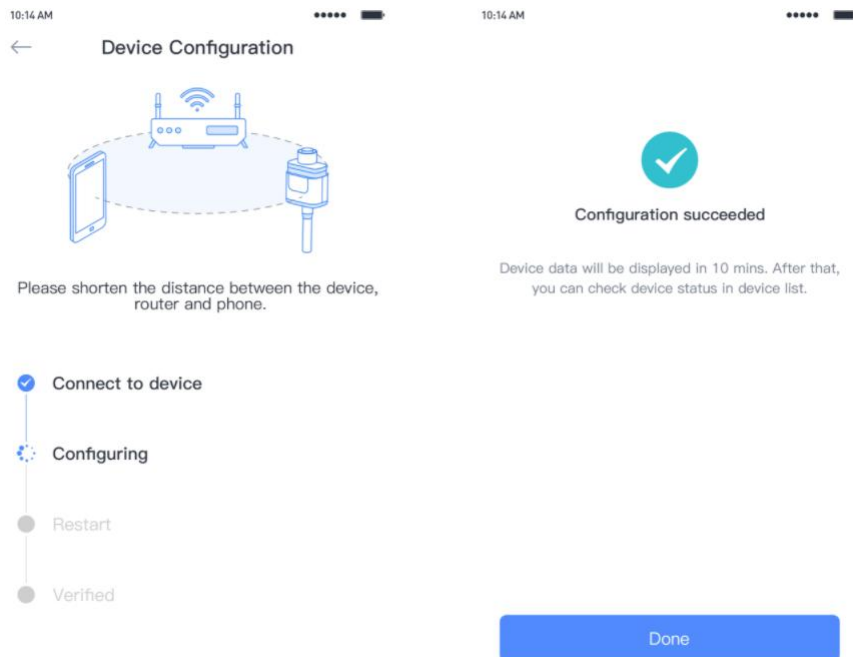 10:14 AM
Device Configuration
Please shorten the distance between the device,
router and phone.
Connect to device
Configuring
Restart
Verified
10:14 AM
Configuration succeeded
Device data will be displayed in 10 mins. After that,
you can check device status in device list.
Done